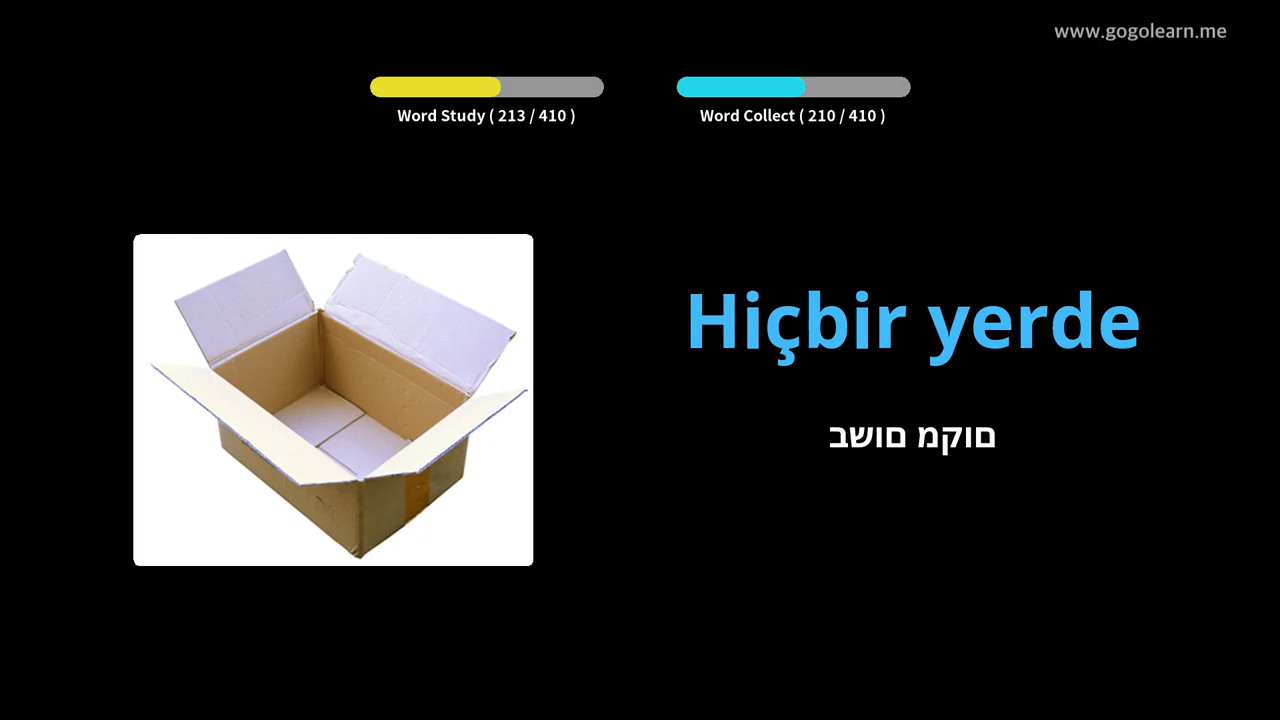 www.gogolearn.me
Word Study ( 213 / 410 )
Word Collect ( 210 / 410 )
Hiçbir yerde
בשום מקום